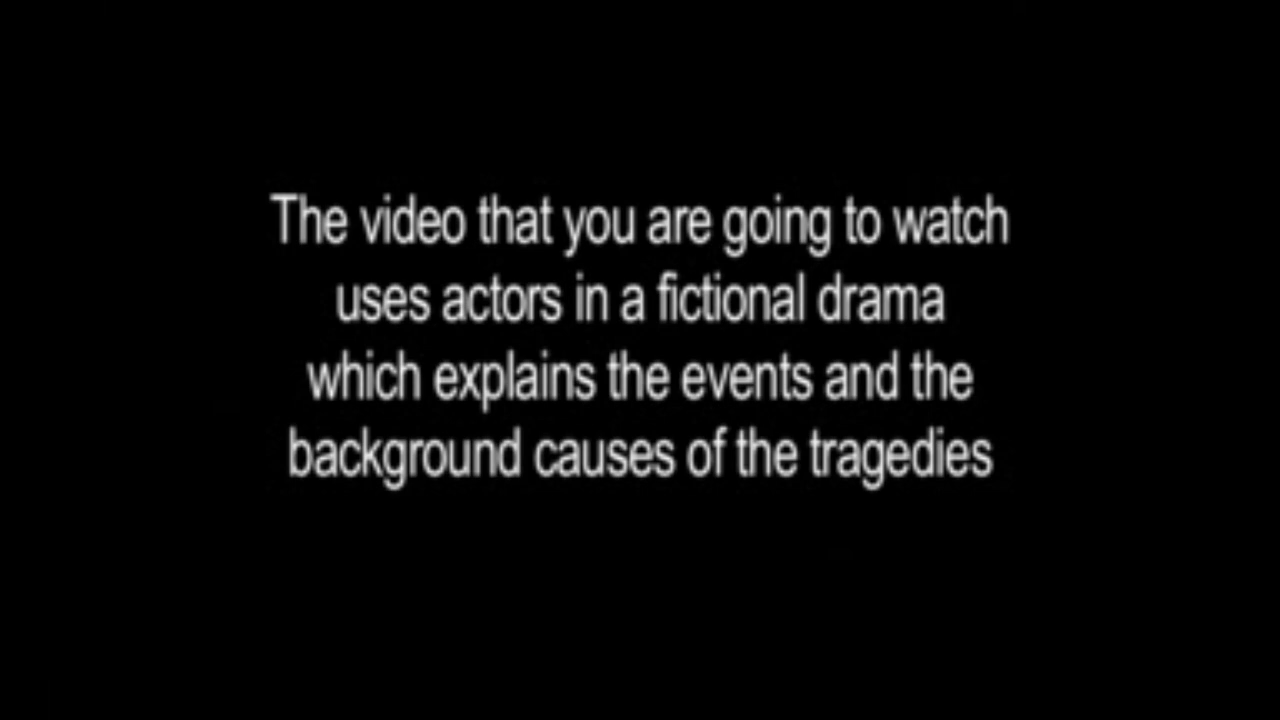 The video that you are going to watch
uses actors in a fictional drama
which explains the events and the
background causes of the tragedies